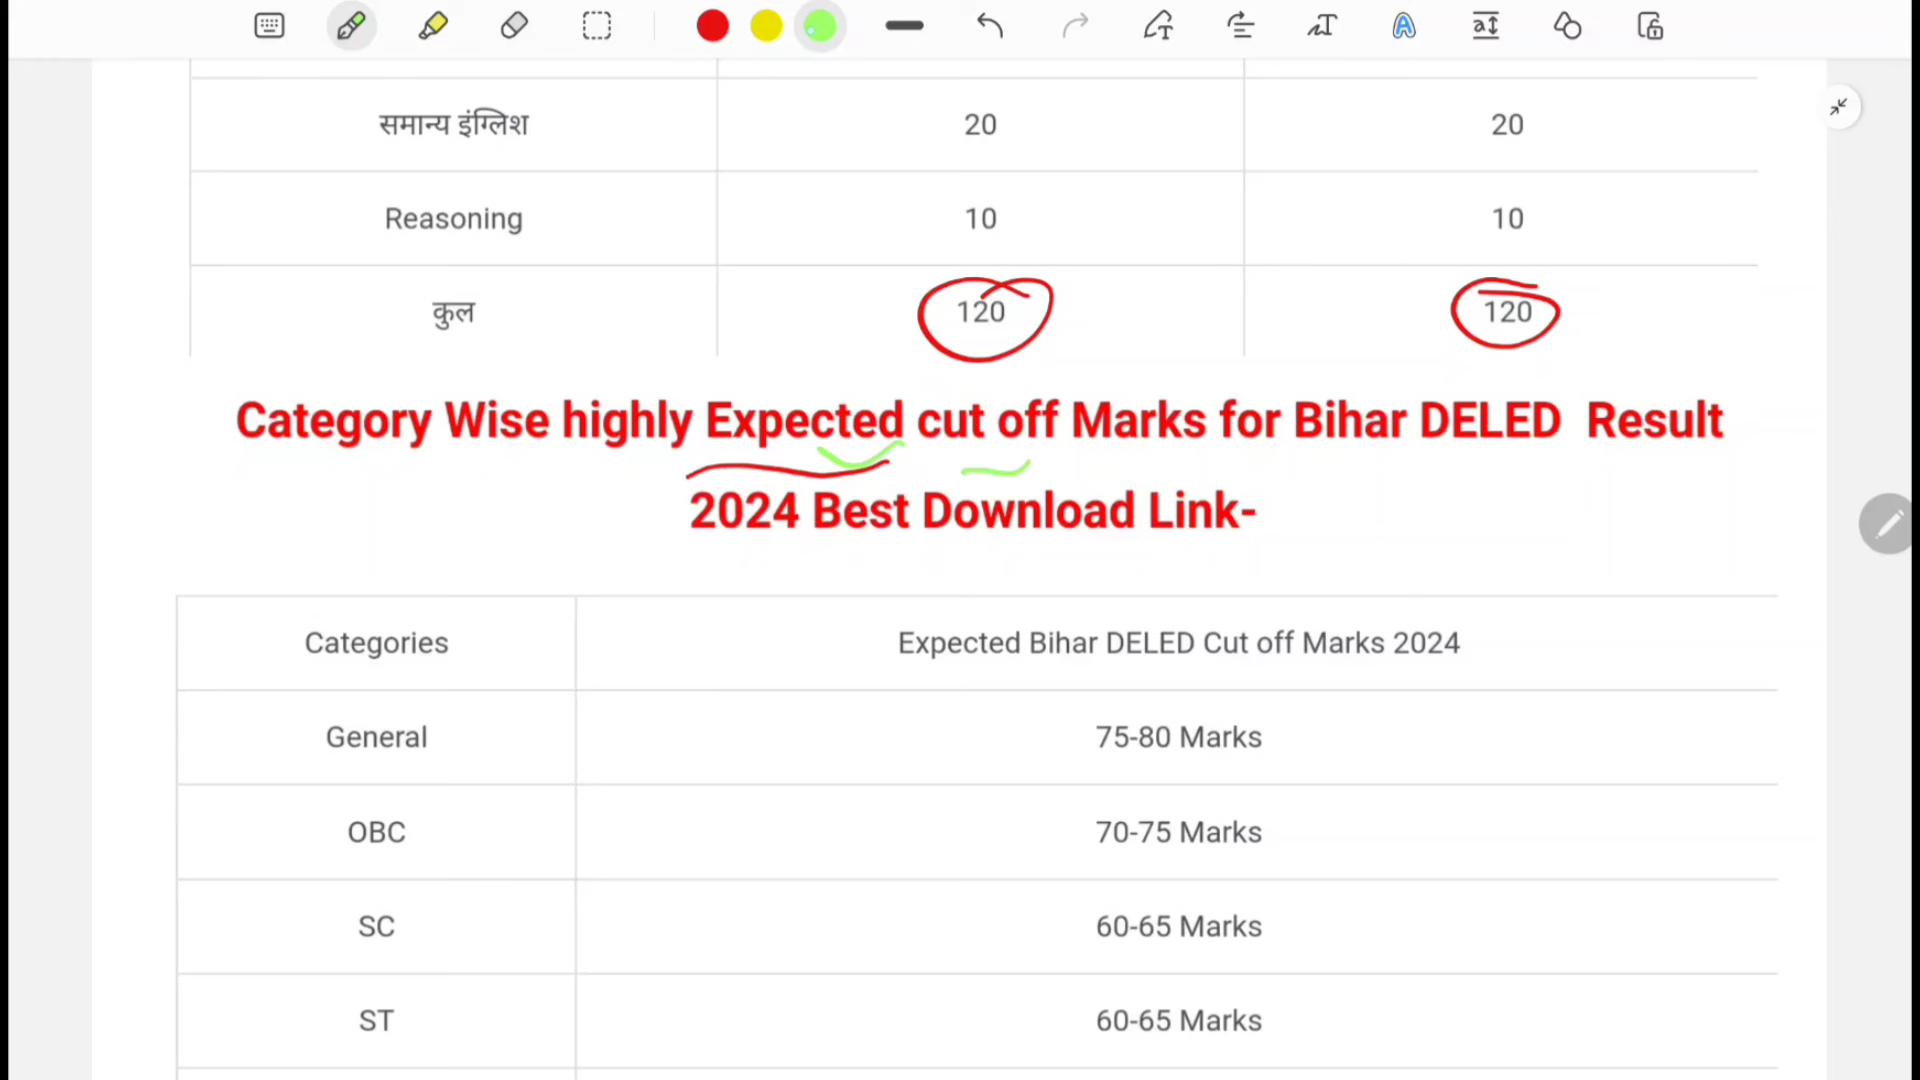 समान्य इंग्लिश 20 20
Reasoning 10 10
कुल 120 120
Category Wise highly Expected cut off Marks for Bihar DELED Result
2024 Best Download Link-
Categories Expected Bihar DELED Cut off Marks 2024
General 75-80 Marks
OBC 70-75 Marks
SC 60-65 Marks
ST 60-65 Marks